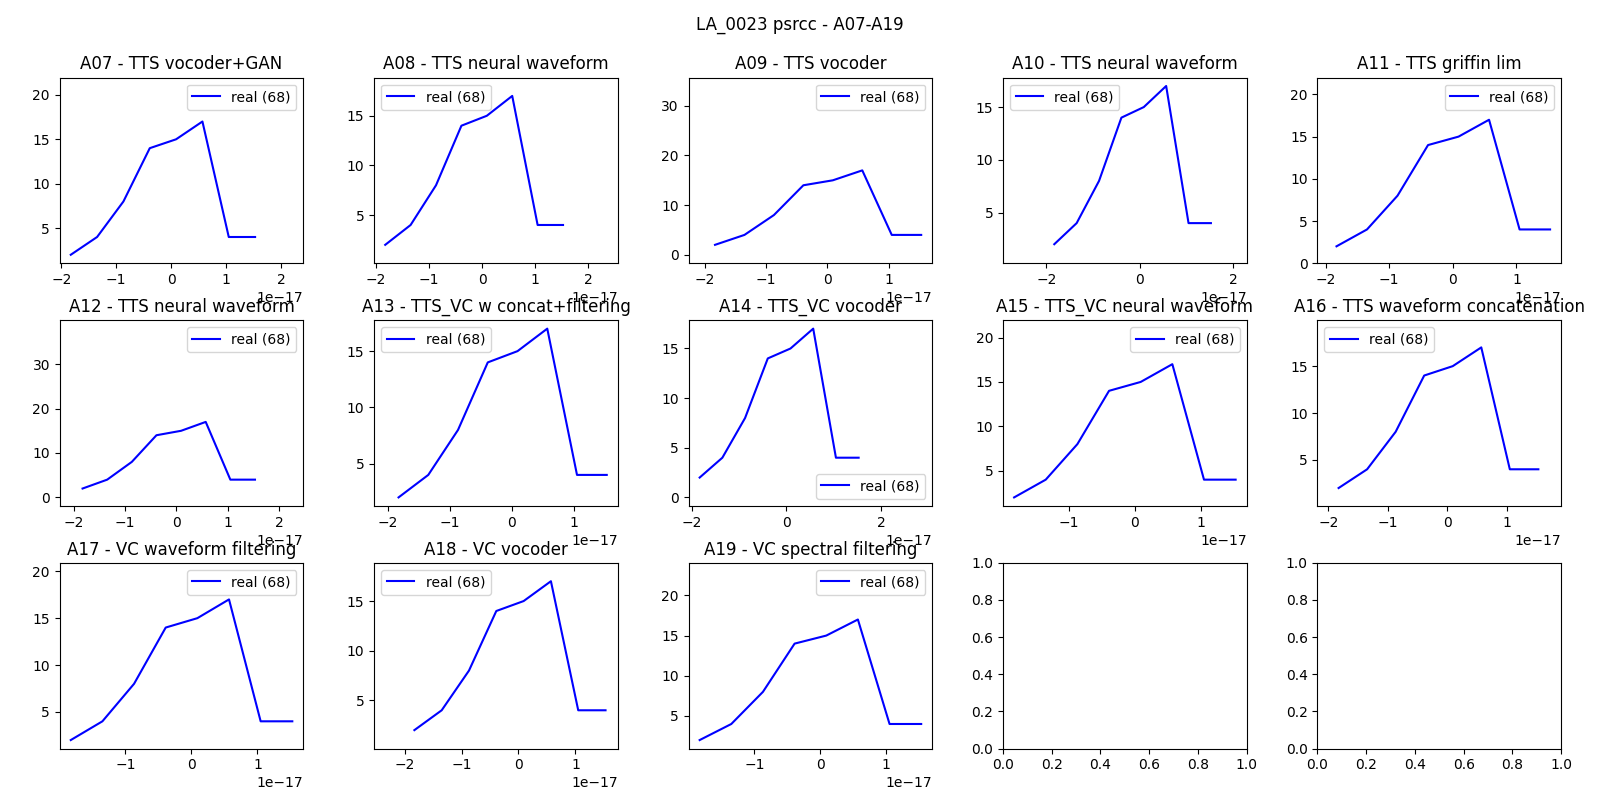 LA_0023 psrcc - A07-A19
A07 - TTS vocoder+GAN
A08 - TTS neural waveform
A09 - TTS vocoder
A10 - TTS neural waveform
A11 - TTS griffin lim
real (68)
real (68)
real (68)
real (68)
real (68)
20
15
10
5
15
10
5
30
20
10
0
15
10
5
20
15
10
5
0
−2 −1 0 1 2
−2 −1 0 1 2
−2 −1 0 1
−2 0 2
−2 −1 0 1
1e−17
1e−17
1e−17
1e−17
1e−17
A12 - TTS neural waveform
A13 - TTS_VC w concat+filtering
A14 - TTS_VC vocoder
A15 - TTS_VC neural waveform
A16 - TTS waveform concatenation
real (68)
real (68)
real (68)
real (68)
real (68)
30
20
10
0
15
10
5
15
10
5
0
20
15
10
5
15
10
5
−2 −1 0 1 2
−2 −1 0 1
−2 0 2
−1 0 1
−2 −1 0 1
1e−17
1e−17
1e−17
1e−17
1e−17
A17 - VC waveform filtering
A18 - VC vocoder
A19 - VC spectral filtering
real (68)
real (68)
real (68)
20
15
10
5
15
10
5
20
15
10
5
1.0
0.8
0.6
0.4
0.2
0.0
1.0
0.8
0.6
0.4
0.2
0.0
−1 0 1
−2 −1 0 1
−1 0 1
0.0 0.2 0.4 0.6 0.8 1.0
0.0 0.2 0.4 0.6 0.8 1.0
1e−17
1e−17
1e−17